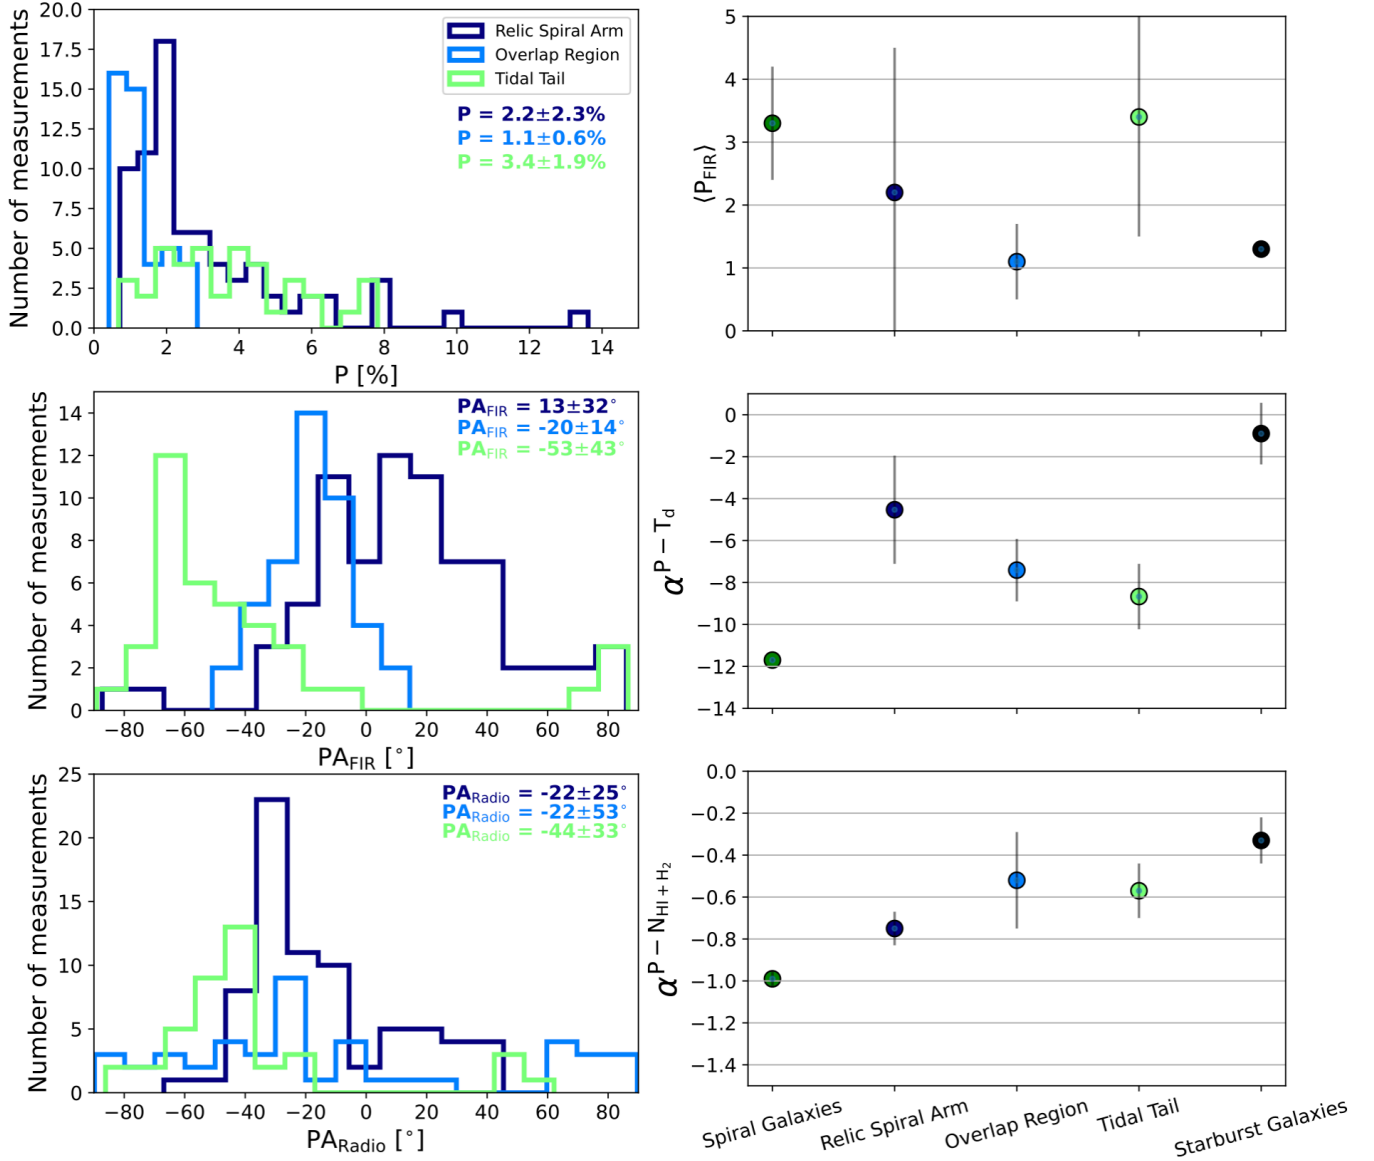 Number of measurements
20.0
17.5
15.0
12.5
10.0
7.5
5.0
2.5
0.0
Relic Spiral Arm
Overlap Region
Tidal Tail
P = 2.2±2.3%
P = 1.1±0.6%
P = 3.4±1.9%
0 2 4 6 8 10 12 14
P [%]
⟨P_FIR⟩
5
4
3
2
1
0
Number of measurements
14
12
10
8
6
4
2
0
PA_FIR = 13±32°
PA_FIR = -20±14°
PA_FIR = -53±43°
−80 −60 −40 −20 0 20 40 60 80
PA_FIR [°]
α^P − T_d
0
−2
−4
−6
−8
−10
−12
−14
Number of measurements
25
20
15
10
5
0
PA_Radio = -22±25°
PA_Radio = -22±53°
PA_Radio = -44±33°
−80 −60 −40 −20 0 20 40 60 80
PA_Radio [°]
α^P − N_HI + H_2
0.0
−0.2
−0.4
−0.6
−0.8
−1.0
−1.2
−1.4
Spiral Galaxies
Relic Spiral Arm
Overlap Region
Tidal Tail
Starburst Galaxies